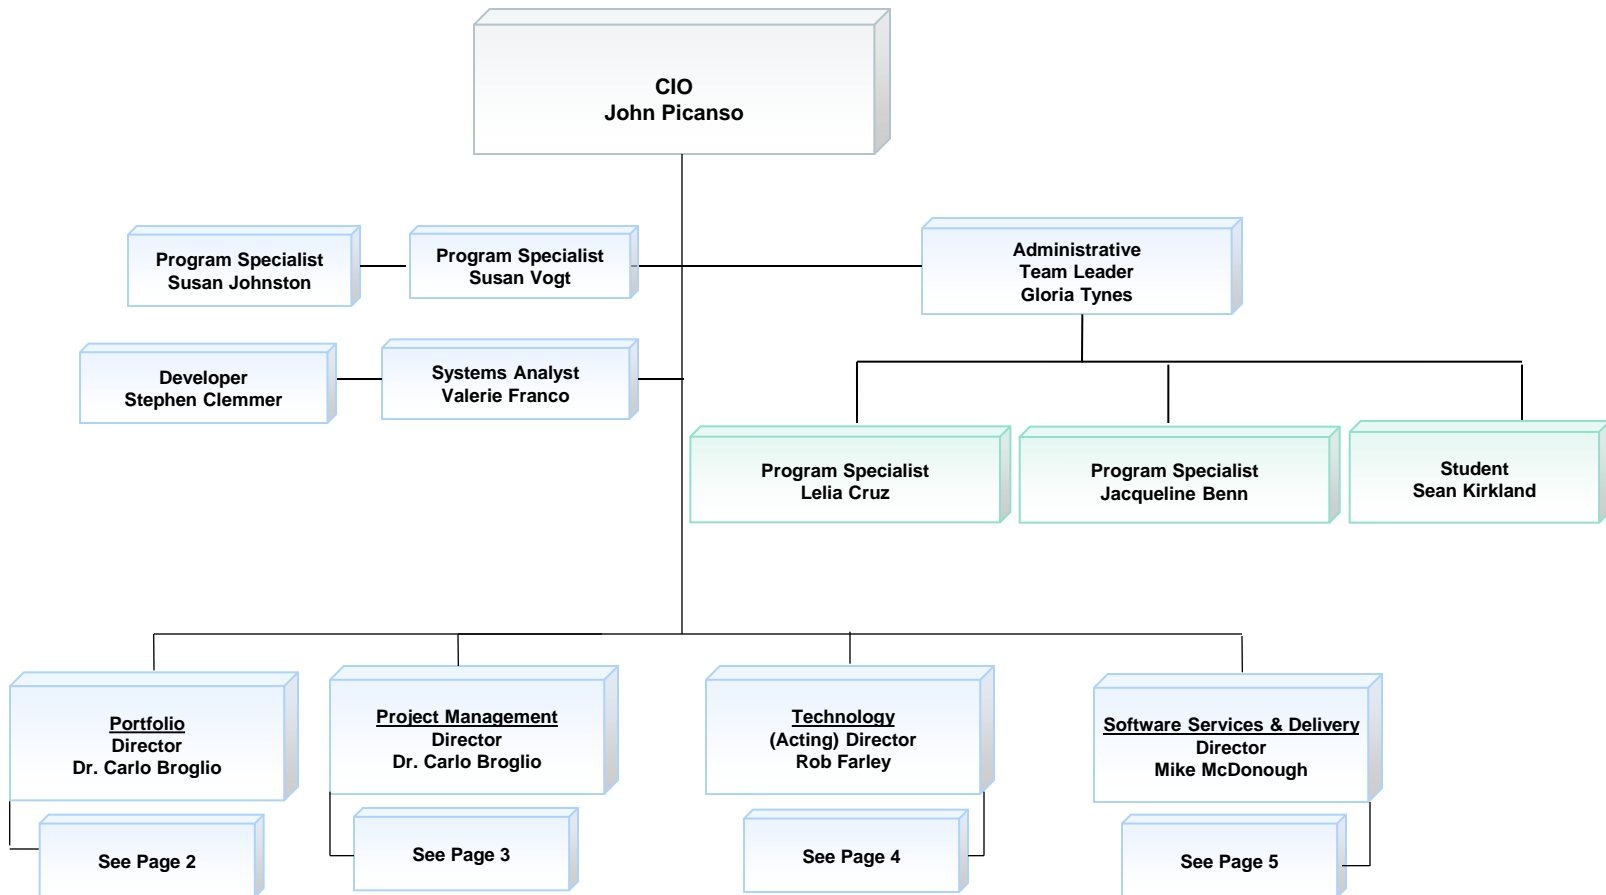 CIO
John Picanso
Program Specialist
Susan Johnston
Program Specialist
Susan Vogt
Administrative
Team Leader
Gloria Tynes
Developer
Stephen Clemmer
Systems Analyst
Valerie Franco
Program Specialist
Lelia Cruz
Program Specialist
Jacqueline Benn
Student
Sean Kirkland
Portfolio
Director
Dr. Carlo Broglio
Project Management
Director
Dr. Carlo Broglio
Technology
(Acting) Director
Rob Farley
Software Services & Delivery
Director
Mike McDonough
See Page 2
See Page 3
See Page 4
See Page 5